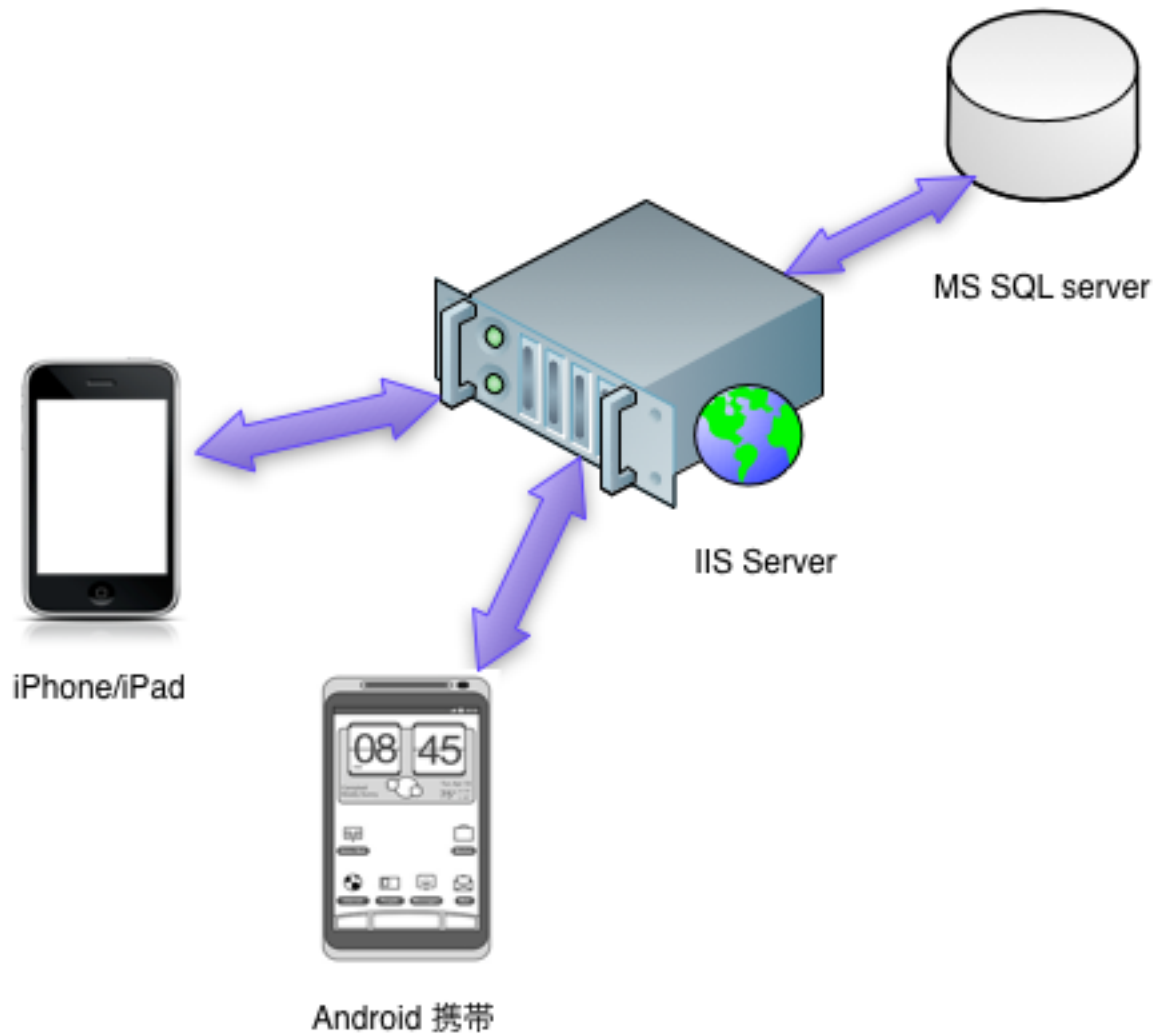 MS SQL server
IIS Server
iPhone/iPad
08 45
Android 携帯